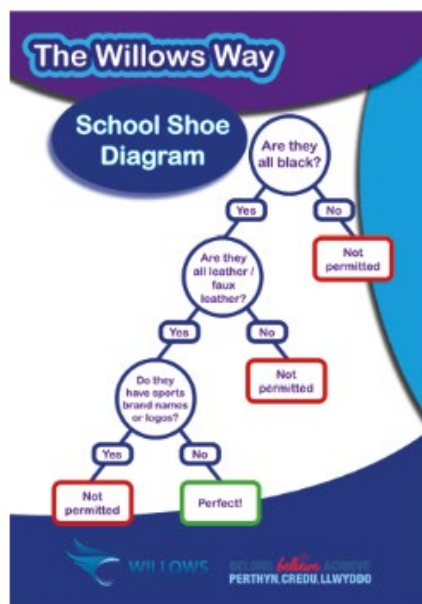 The Willows Way
School Shoe
Diagram
Are they
all black?
Yes
No
Not
permitted
Are they
all leather /
faux
leather?
Yes
No
Not
permitted
Do they
have sports
brand names
or logos?
Yes
No
Not
permitted
Perfect!
WILLOWS
BELONG believe ACHIEVE
PERTHYN, CREDU, LLWYDDO